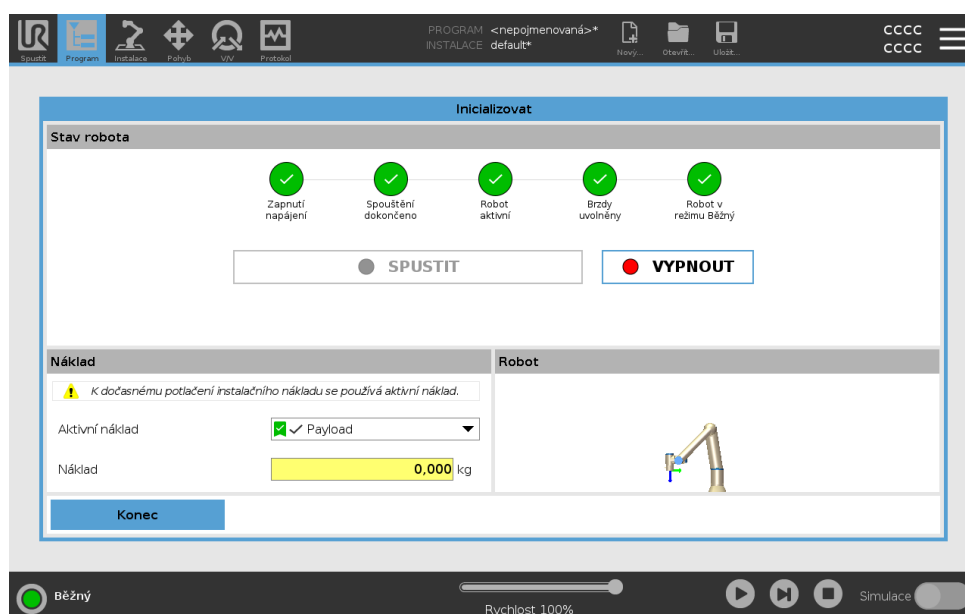 PROGRAM <nepojmenovaná>*
INSTALACE default*
CCCC
CCCC
Spustit
Program
Instalace
Pohyb
V/V
Protokol
Nový...
Otevřít...
Uložit...
Inicializovat
Stav robota
Zapnutí napájení
Spouštění dokončeno
Robot aktivní
Brzdy uvolněny
Robot v režimu Běžný
SPUSTIT
VYPNOUT
Náklad
Robot
K dočasnému potlačení instalačního nákladu se používá aktivní náklad.
Aktivní náklad
Payload
Náklad
0,000 kg
Konec
Běžný
Rychlost 100%
Simulace